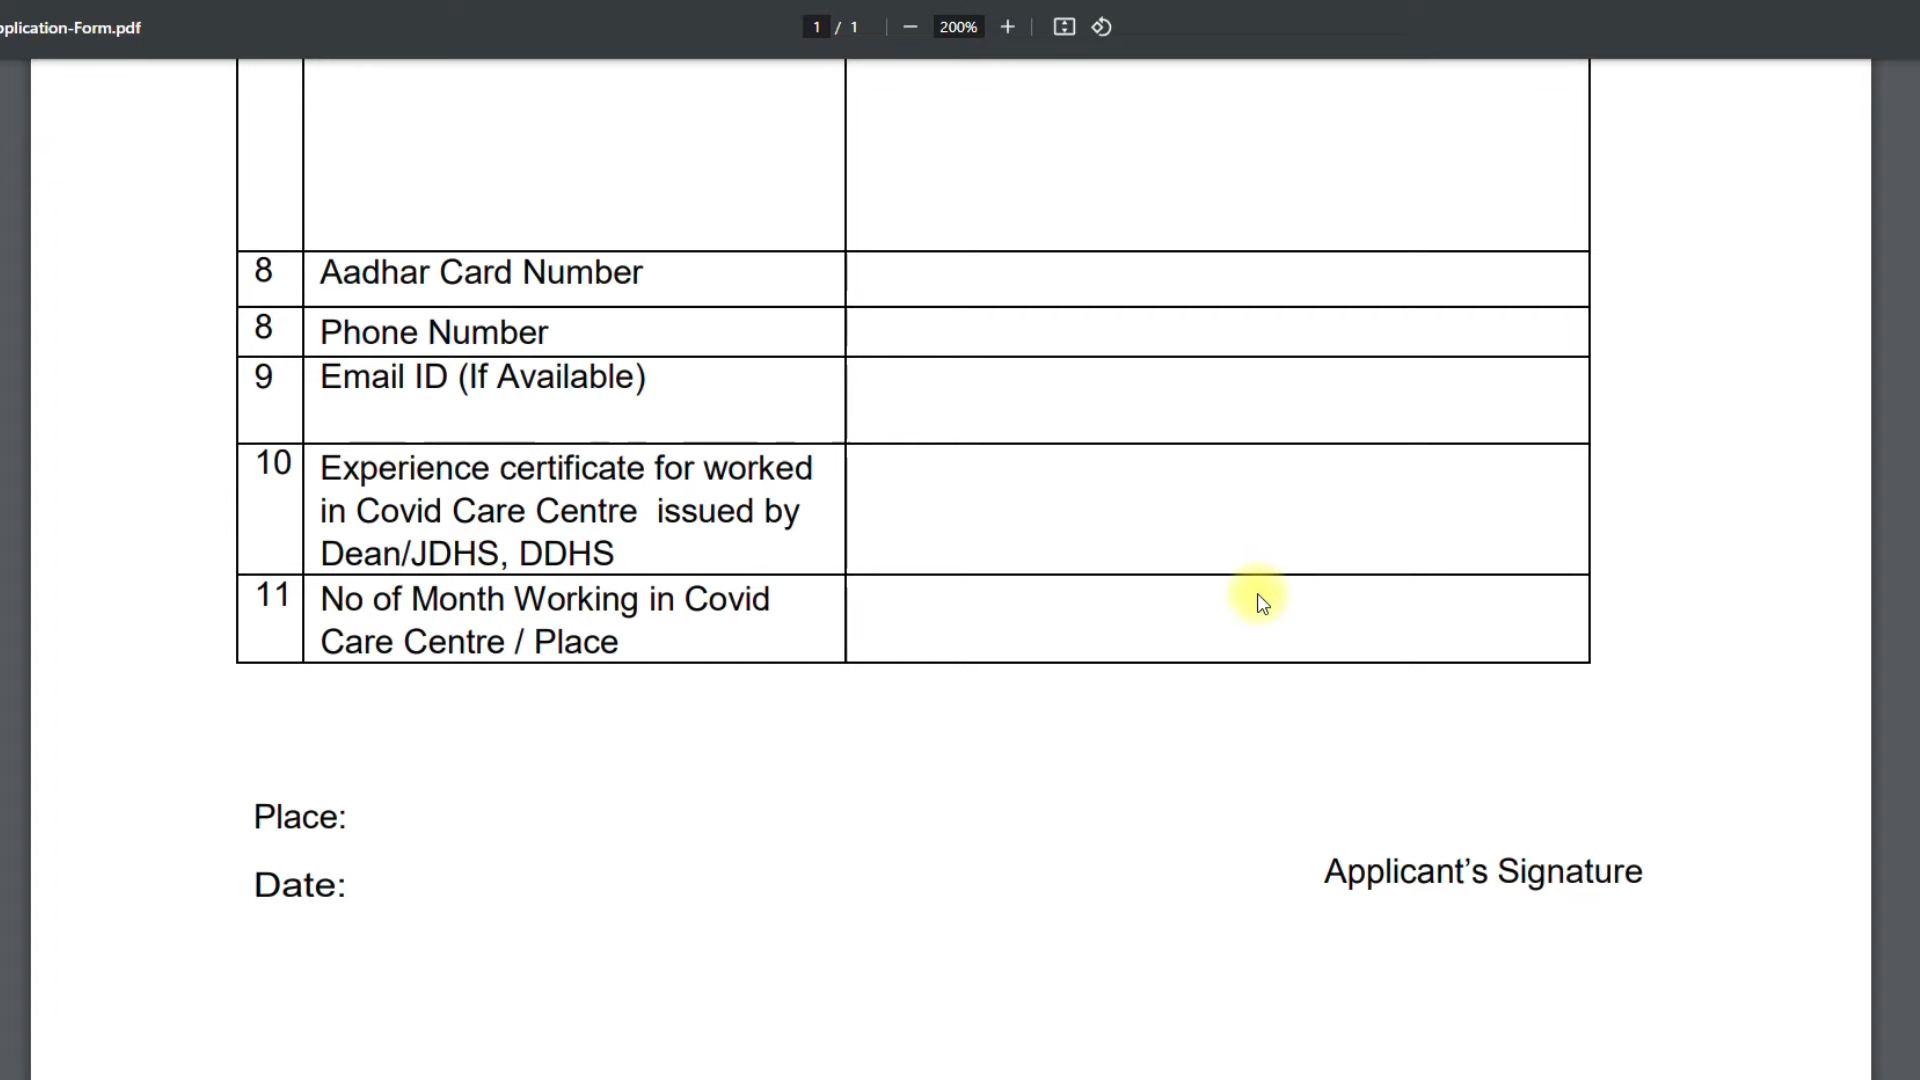 plication-Form.pdf
1 / 1
200%
8
Aadhar Card Number
8
Phone Number
9
Email ID (If Available)
10
Experience certificate for worked
in Covid Care Centre issued by
Dean/JDHS, DDHS
11
No of Month Working in Covid
Care Centre / Place
Place:
Applicant’s Signature
Date: